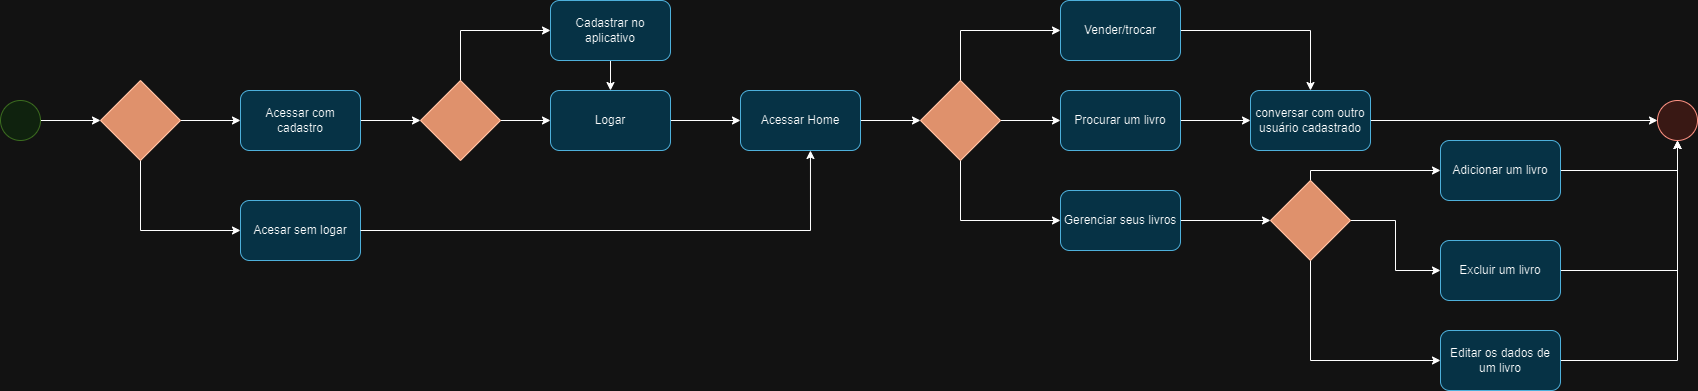 Cadastrar no
aplicativo
Vender/trocar
Acessar com
cadastro
Logar
Acessar Home
Procurar um livro
conversar com outro
usuário cadastrado
Adicionar um livro
Acesar sem logar
Gerenciar seus livros
Excluir um livro
Editar os dados de
um livro